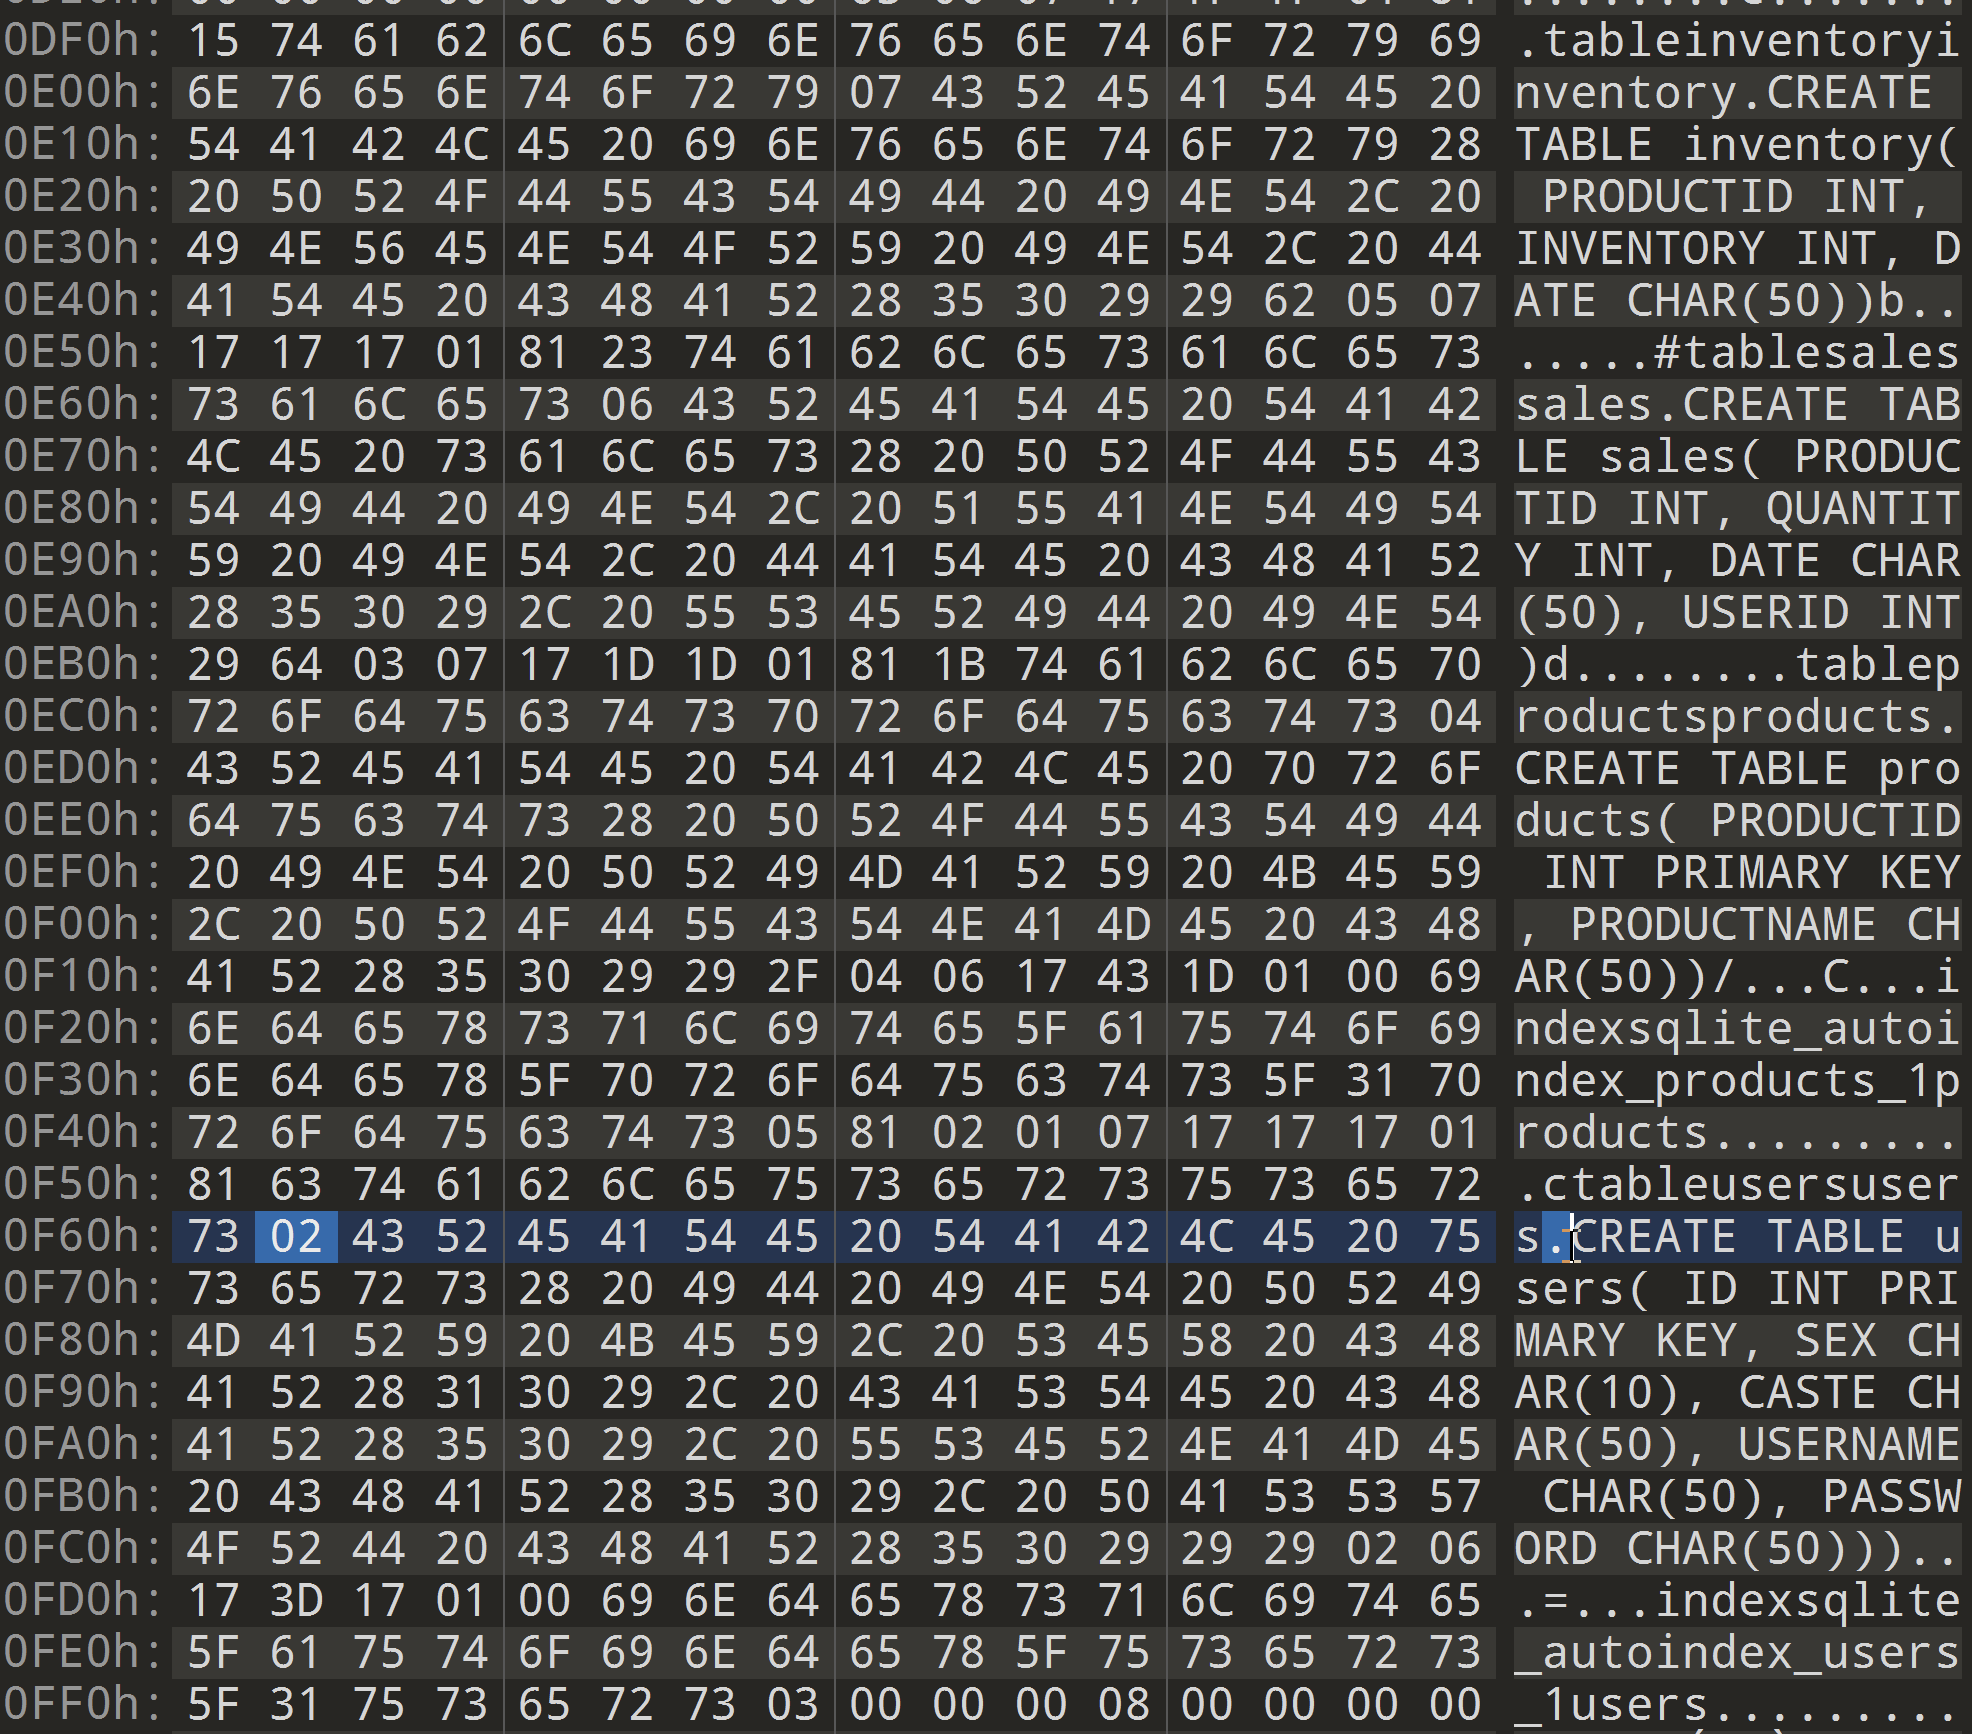 0DF0h: 15 74 61 62 6C 65 69 6E 76 65 6E 74 6F 72 79 69 .tableinventoryi
0E00h: 6E 76 65 6E 74 6F 72 79 07 43 52 45 41 54 45 20 nventory.CREATE
0E10h: 54 41 42 4C 45 20 69 6E 76 65 6E 74 6F 72 79 28 TABLE inventory(
0E20h: 20 50 52 4F 44 55 43 54 49 44 20 49 4E 54 2C 20  PRODUCTID INT,
0E30h: 49 4E 56 45 4E 54 4F 52 59 20 49 4E 54 2C 20 44 INVENTORY INT, D
0E40h: 41 54 45 20 43 48 41 52 28 35 30 29 29 62 05 07 ATE CHAR(50))b..
0E50h: 17 17 17 01 81 23 74 61 62 6C 65 73 61 6C 65 73 .....#tablesales
0E60h: 73 61 6C 65 73 06 43 52 45 41 54 45 20 54 41 42 sales.CREATE TAB
0E70h: 4C 45 20 73 61 6C 65 73 28 20 50 52 4F 44 55 43 LE sales( PRODUC
0E80h: 54 49 44 20 49 4E 54 2C 20 51 55 41 4E 54 49 54 TID INT, QUANTIT
0E90h: 59 20 49 4E 54 2C 20 44 41 54 45 20 43 48 41 52 Y INT, DATE CHAR
0EA0h: 28 35 30 29 2C 20 55 53 45 52 49 44 20 49 4E 54 (50), USERID INT
0EB0h: 29 64 03 07 17 1D 1D 01 81 1B 74 61 62 6C 65 70 )d........tablep
0EC0h: 72 6F 64 75 63 74 73 70 72 6F 64 75 63 74 73 04 roductsproducts.
0ED0h: 43 52 45 41 54 45 20 54 41 42 4C 45 20 70 72 6F CREATE TABLE pro
0EE0h: 64 75 63 74 73 28 20 50 52 4F 44 55 43 54 49 44 ducts( PRODUCTID
0EF0h: 20 49 4E 54 20 50 52 49 4D 41 52 59 20 4B 45 59  INT PRIMARY KEY
0F00h: 2C 20 50 52 4F 44 55 43 54 4E 41 4D 45 20 43 48 , PRODUCTNAME CH
0F10h: 41 52 28 35 30 29 29 2F 04 06 17 43 1D 01 00 69 AR(50))/...C...i
0F20h: 6E 64 65 78 73 71 6C 69 74 65 5F 61 75 74 6F 69 ndexsqlite_autoi
0F30h: 6E 64 65 78 5F 70 72 6F 64 75 63 74 73 5F 31 70 ndex_products_1p
0F40h: 72 6F 64 75 63 74 73 05 81 02 01 07 17 17 17 01 roducts.........
0F50h: 81 63 74 61 62 6C 65 75 73 65 72 73 75 73 65 72 .ctableusersuser
0F60h: 73 02 43 52 45 41 54 45 20 54 41 42 4C 45 20 75 s.CREATE TABLE u
0F70h: 73 65 72 73 28 20 49 44 20 49 4E 54 20 50 52 49 sers( ID INT PRI
0F80h: 4D 41 52 59 20 4B 45 59 2C 20 53 45 58 20 43 48 MARY KEY, SEX CH
0F90h: 41 52 28 31 30 29 2C 20 43 41 53 54 45 20 43 48 AR(10), CASTE CH
0FA0h: 41 52 28 35 30 29 2C 20 55 53 45 52 4E 41 4D 45 AR(50), USERNAME
0FB0h: 20 43 48 41 52 28 35 30 29 2C 20 50 41 53 53 57  CHAR(50), PASSW
0FC0h: 4F 52 44 20 43 48 41 52 28 35 30 29 29 29 02 06 ORD CHAR(50)))..
0FD0h: 17 3D 17 01 00 69 6E 64 65 78 73 71 6C 69 74 65 .=...indexsqlite
0FE0h: 5F 61 75 74 6F 69 6E 64 65 78 5F 75 73 65 72 73 _autoindex_users
0FF0h: 5F 31 75 73 65 72 73 03 00 00 00 08 00 00 00 00 _1users.........